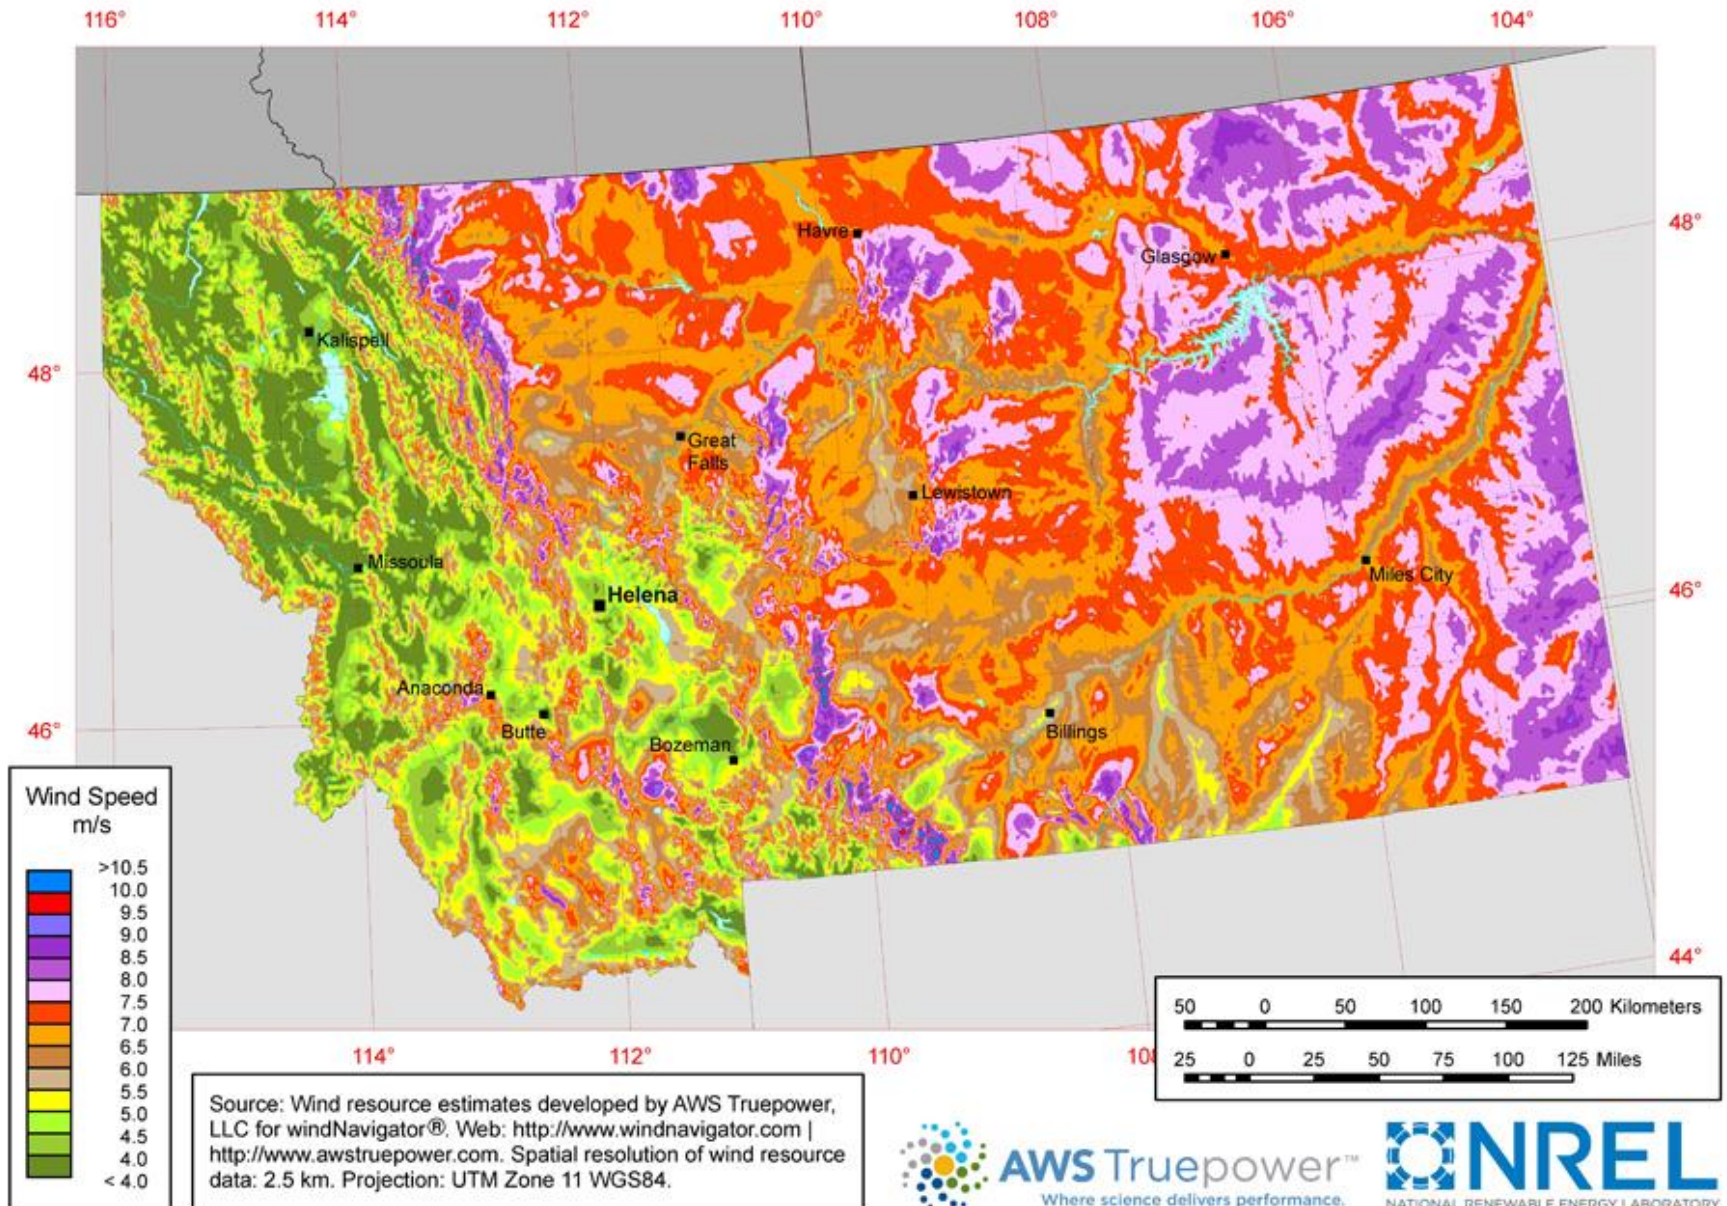 116° 114° 112° 110° 108° 106° 104°
48°
Havre
Glasgow
Kalispell
48°
Great
Falls
Lewistown
Missoula
Miles City
46°
Helena
Anaconda
46°
Butte
Billings
Bozeman
Wind Speed
m/s
>10.5
10.0
9.5
9.0
8.5
8.0
7.5
7.0
6.5
6.0
5.5
5.0
4.5
4.0
< 4.0
44°
50 0 50 100 150 200 Kilometers
25 0 25 50 75 100 125 Miles
114° 112° 110°
Source: Wind resource estimates developed by AWS Truepower,
LLC for windNavigator®. Web: http://www.windnavigator.com |
http://www.awstruepower.com. Spatial resolution of wind resource
data: 2.5 km. Projection: UTM Zone 11 WGS84.
AWS Truepower™
Where science delivers performance.
NREL
NATIONAL RENEWABLE ENERGY LABORATORY